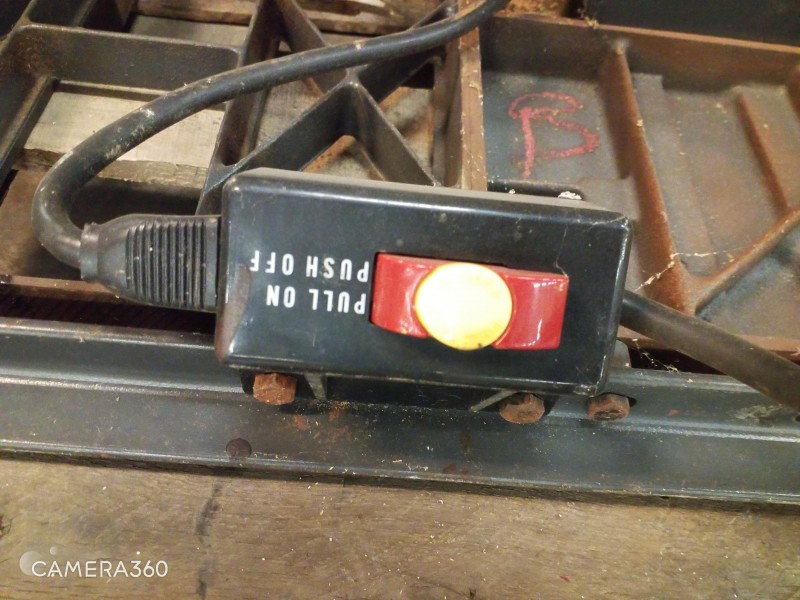 B
PULL ON
PUSH OFF
CAMERA360